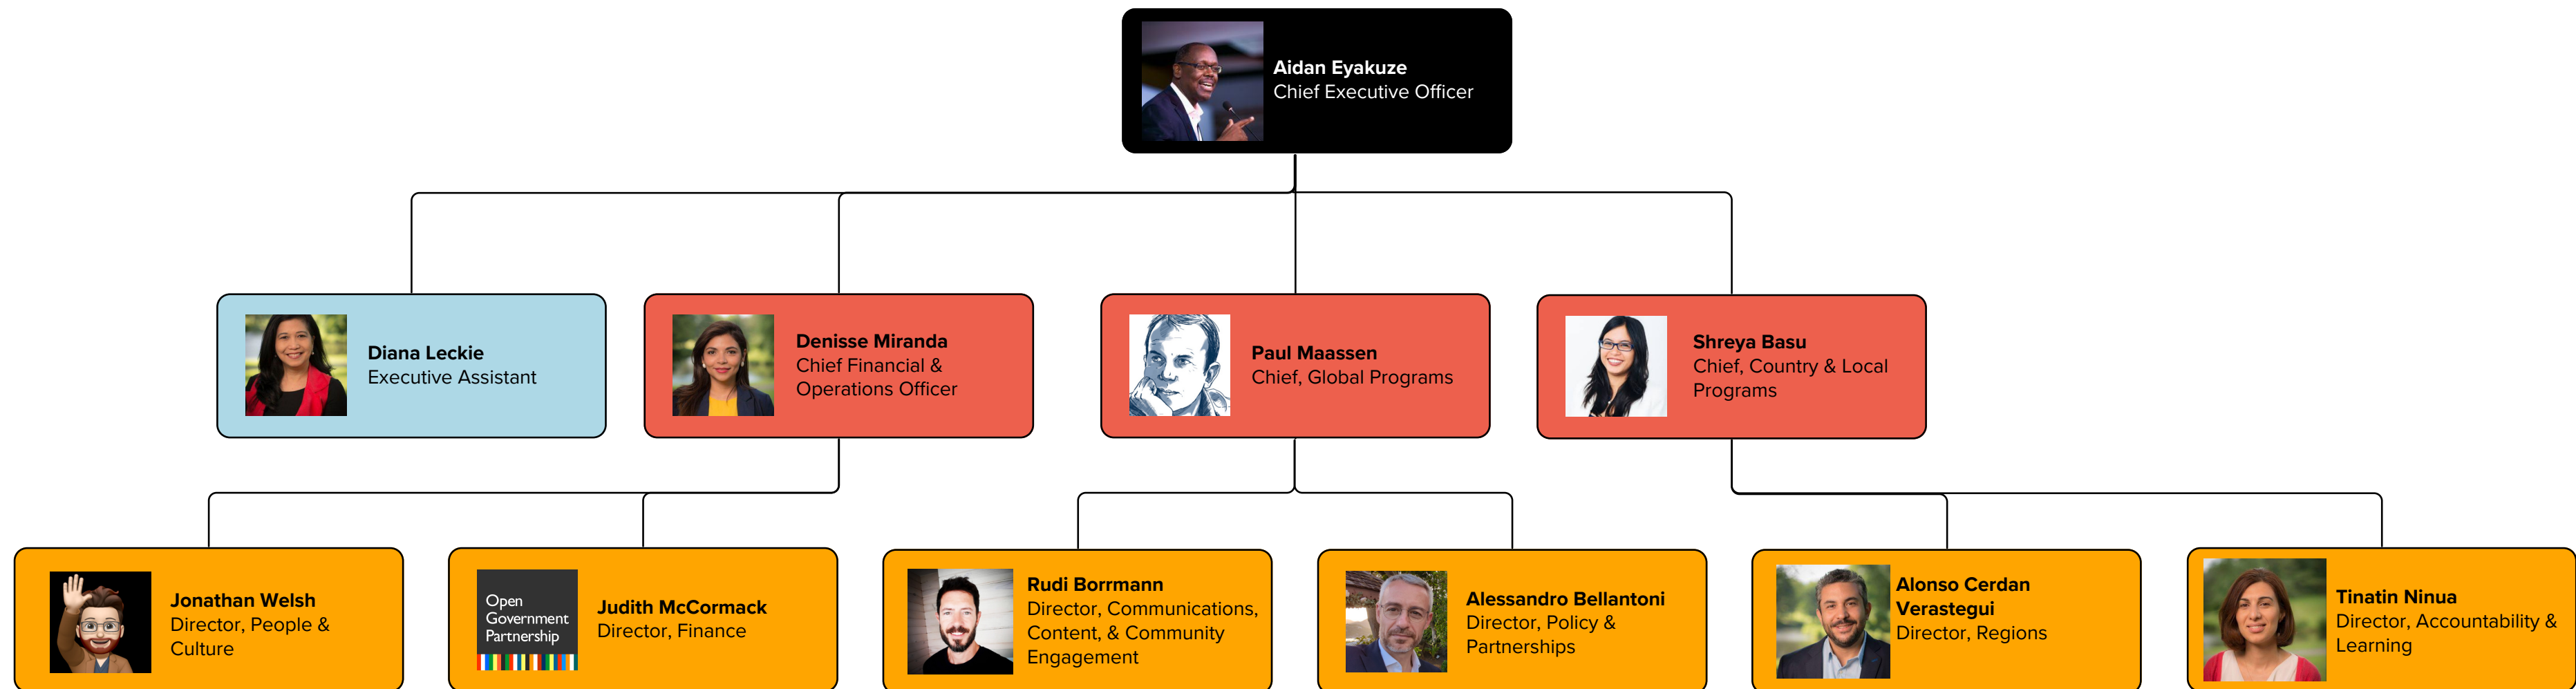 Aidan Eyakuze
Chief Executive Officer
Diana Leckie
Executive Assistant
Denisse Miranda
Chief Financial &
Operations Officer
Paul Maassen
Chief, Global Programs
Shreya Basu
Chief, Country & Local
Programs
Jonathan Welsh
Director, People &
Culture
Open
Government
Partnership
Judith McCormack
Director, Finance
Rudi Borrmann
Director, Communications,
Content, & Community
Engagement
Alessandro Bellantoni
Director, Policy &
Partnerships
Alonso Cerdan
Verastegui
Director, Regions
Tinatin Ninua
Director, Accountability &
Learning